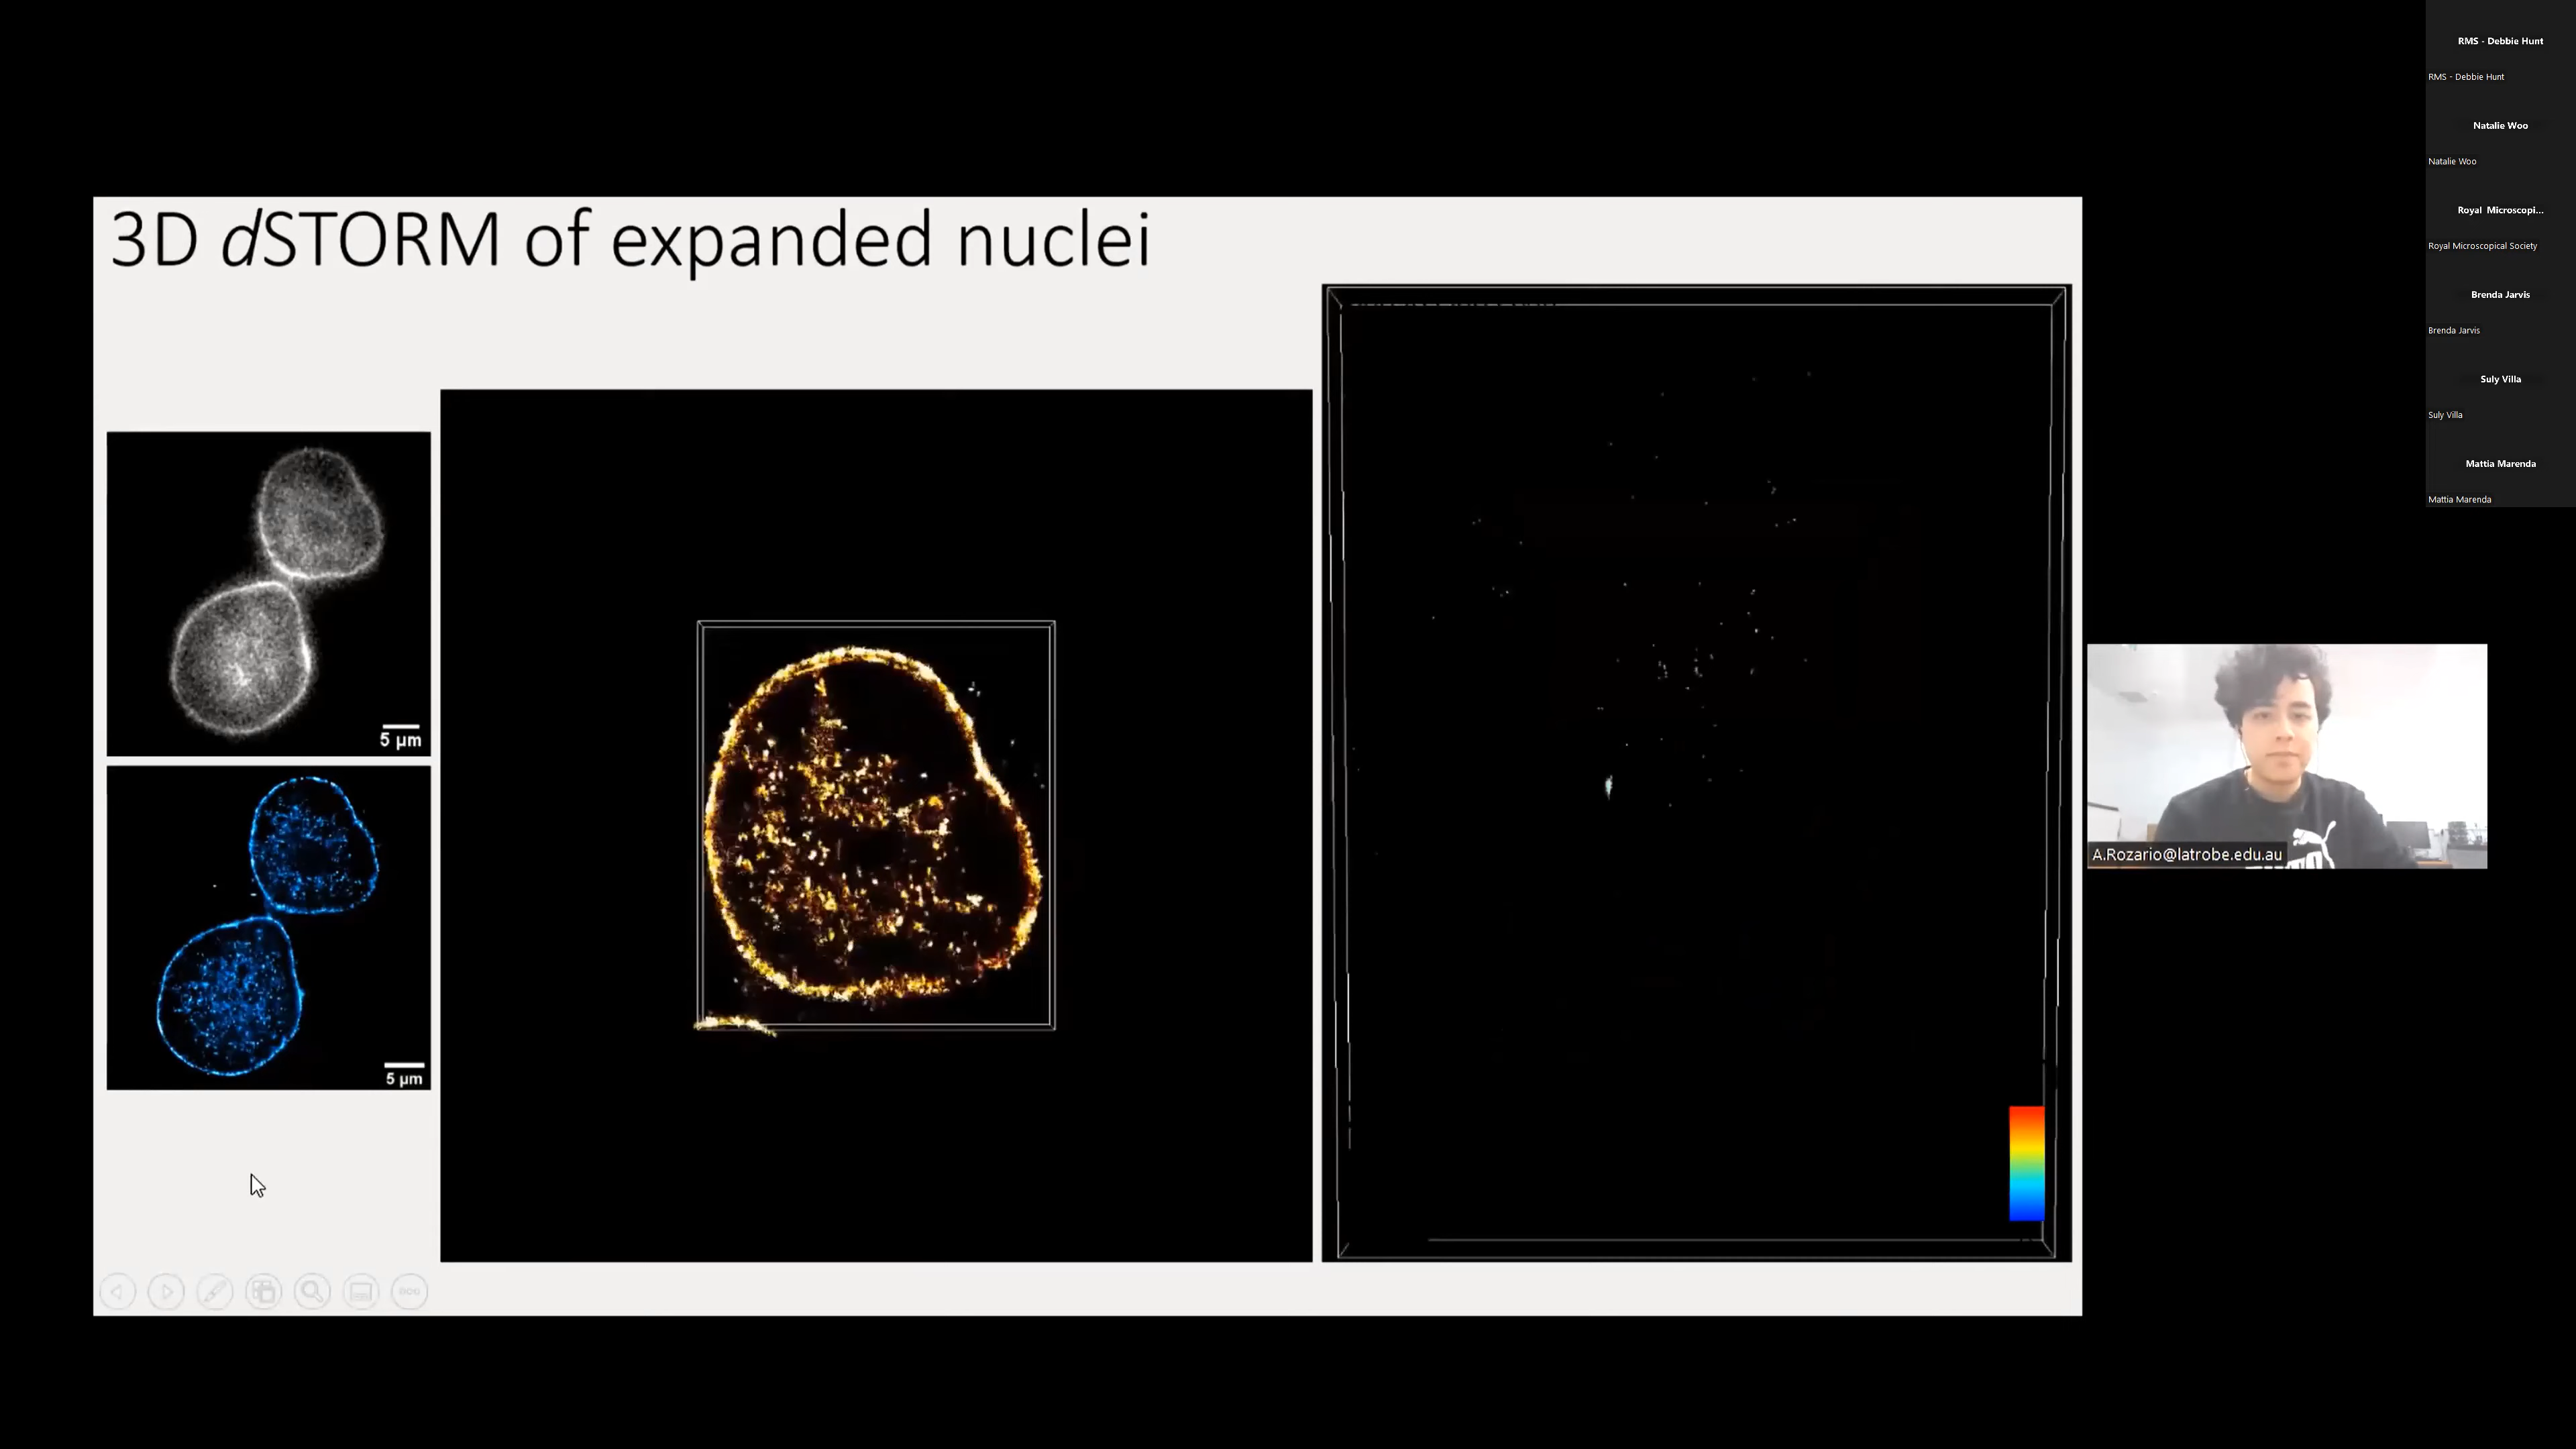 3D dSTORM of expanded nuclei
5 µm
5 µm
A.Rozario@latrobe.edu.au
RMS - Debbie Hunt
RMS - Debbie Hunt
Natalie Woo
Natalie Woo
Royal Microscopi...
Royal Microscopical Society
Brenda Jarvis
Brenda Jarvis
Suly Villa
Suly Villa
Mattia Marenda
Mattia Marenda